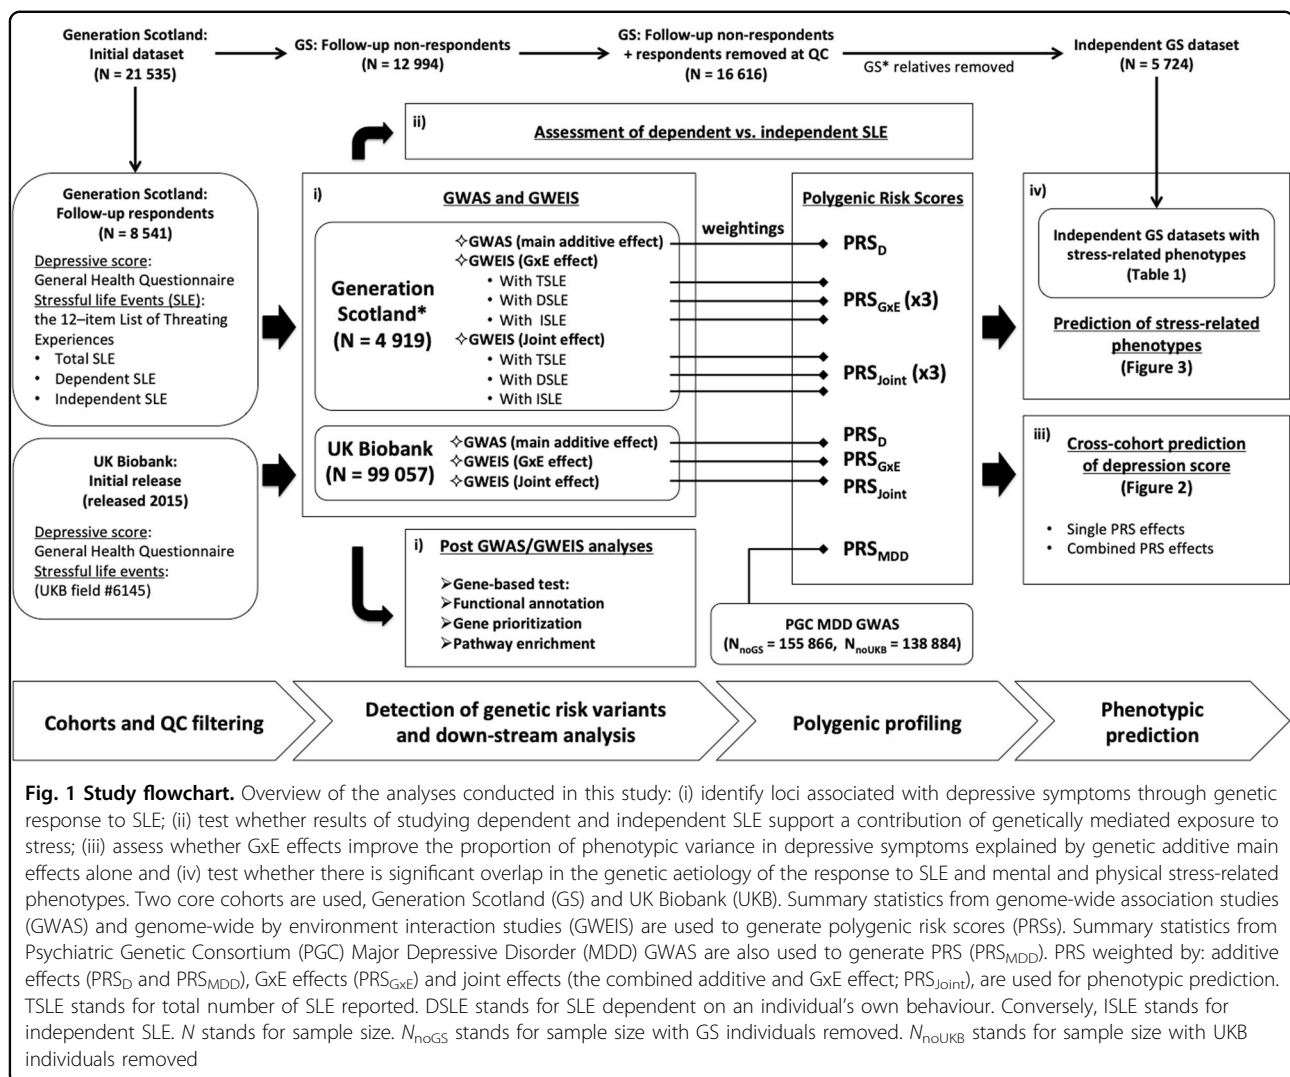 Generation Scotland:
Initial dataset
(N = 21 535)
GS: Follow-up non-respondents
(N = 12 994)
GS: Follow-up non-respondents
+ respondents removed at QC
(N = 16 616)
GS* relatives removed
Independent GS dataset
(N = 5 724)
ii)
Assessment of dependent vs. independent SLE
Generation Scotland:
Follow-up respondents
(N = 8 541)
Depressive score:
General Health Questionnaire
Stressful life Events (SLE):
the 12–item List of Threating
Experiences
• Total SLE
• Dependent SLE
• Independent SLE
UK Biobank:
Initial release
(released 2015)
Depressive score:
General Health Questionnaire
Stressful life events:
(UKB field #6145)
i)
GWAS and GWEIS
Generation
Scotland*
(N = 4 919)
✧GWAS (main additive effect)
✧GWEIS (GxE effect)
• With TSLE
• With DSLE
• With ISLE
✧GWEIS (Joint effect)
• With TSLE
• With DSLE
• With ISLE
UK Biobank
(N = 99 057)
✧GWAS (main additive effect)
✧GWEIS (GxE effect)
✧GWEIS (Joint effect)
i)
Post GWAS/GWEIS analyses
➢Gene-based test:
➢Functional annotation
➢Gene prioritization
➢Pathway enrichment
weightings
Polygenic Risk Scores
PRSD
PRSGxE (x3)
PRSJoint (x3)
PRSD
PRSGxE
PRSJoint
PRSMDD
PGC MDD GWAS
(NnoGS = 155 866, NnoUKB = 138 884)
iv)
Independent GS datasets with
stress-related phenotypes
(Table 1)
Prediction of stress-related
phenotypes
(Figure 3)
iii)
Cross-cohort prediction
of depression score
(Figure 2)
• Single PRS effects
• Combined PRS effects
Cohorts and QC filtering
Detection of genetic risk variants
and down-stream analysis
Polygenic profiling
Phenotypic
prediction
Fig. 1 Study flowchart. Overview of the analyses conducted in this study: (i) identify loci associated with depressive symptoms through genetic
response to SLE; (ii) test whether results of studying dependent and independent SLE support a contribution of genetically mediated exposure to
stress; (iii) assess whether GxE effects improve the proportion of phenotypic variance in depressive symptoms explained by genetic additive main
effects alone and (iv) test whether there is significant overlap in the genetic aetiology of the response to SLE and mental and physical stress-related
phenotypes. Two core cohorts are used, Generation Scotland (GS) and UK Biobank (UKB). Summary statistics from genome-wide association studies
(GWAS) and genome-wide by environment interaction studies (GWEIS) are used to generate polygenic risk scores (PRSs). Summary statistics from
Psychiatric Genetic Consortium (PGC) Major Depressive Disorder (MDD) GWAS are also used to generate PRS (PRSMDD). PRS weighted by: additive
effects (PRSD and PRSMDD), GxE effects (PRSGxE) and joint effects (the combined additive and GxE effect; PRSJoint), are used for phenotypic prediction.
TSLE stands for total number of SLE reported. DSLE stands for SLE dependent on an individual's own behaviour. Conversely, ISLE stands for
independent SLE. N stands for sample size. NnoGS stands for sample size with GS individuals removed. NnoUKB stands for sample size with UKB
individuals removed